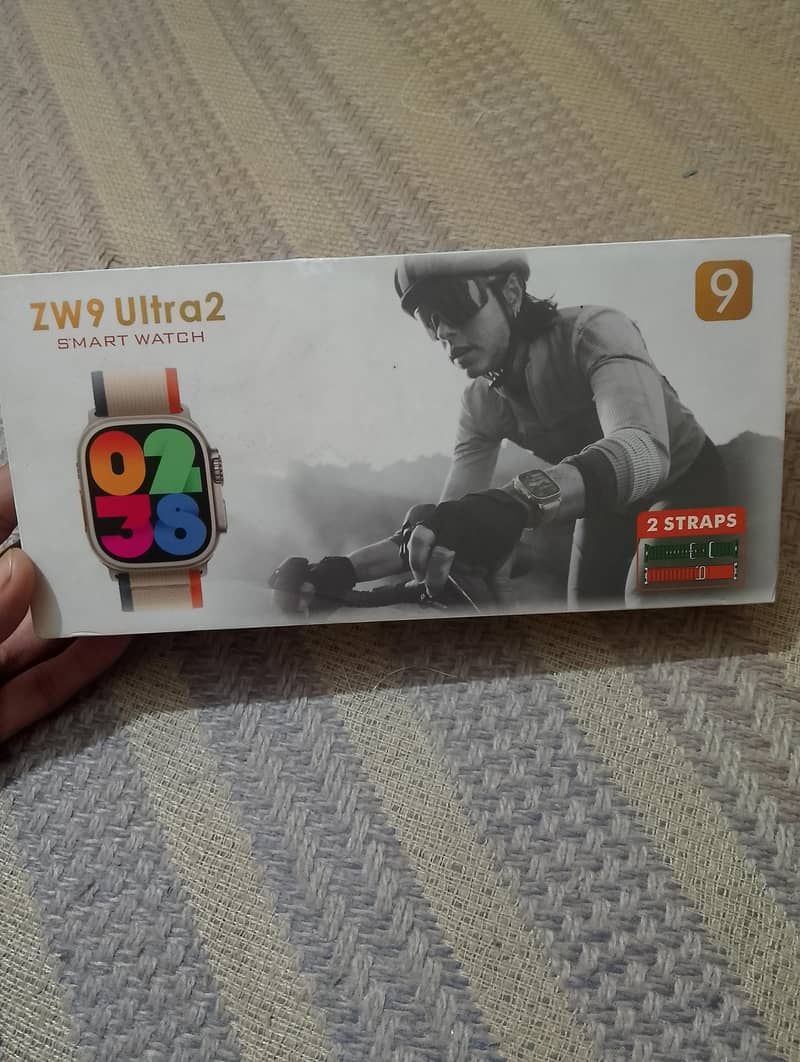 ZW9 Ultra2
SMART WATCH
9
02
38
2 STRAPS